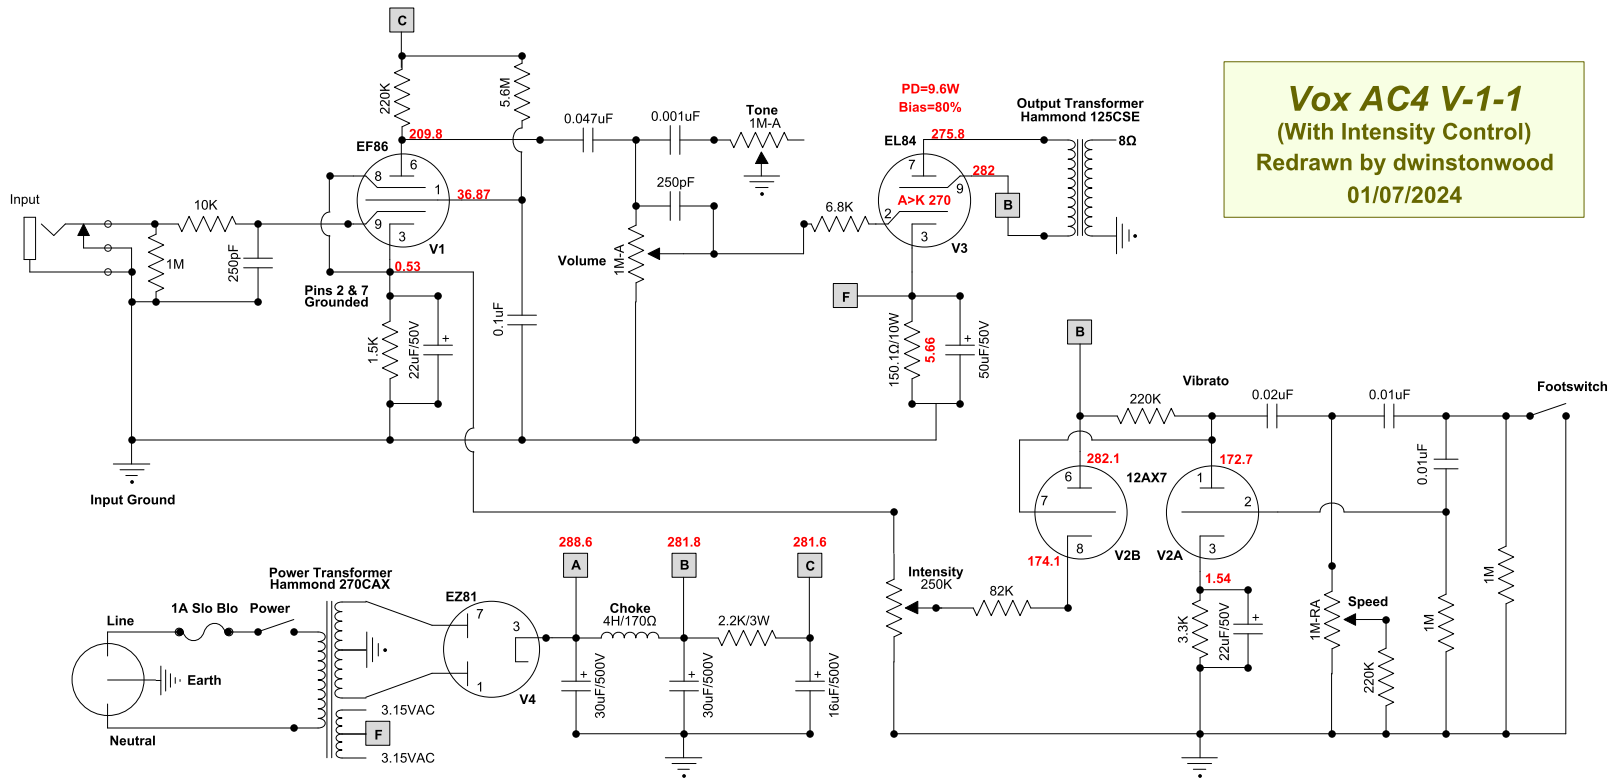 C
220K
5.6M
209.8
EF86
6
8
1
36.87
9
3
V1
0.53
Input
10K
1M
250pF
Pins 2 & 7
Grounded
1.5K
22uF/50V
+
0.1uF
Input Ground
0.047uF
0.001uF
Tone
1M-A
250pF
Volume
1M-A
6.8K
PD=9.6W
Bias=80%
EL84
275.8
7
282
9
A>K 270
2
3
V3
B
F
150.1Ω/10W
5.66
+
50uF/50V
Output Transformer
Hammond 125CSE
8Ω
Vox AC4 V-1-1
(With Intensity Control)
Redrawn by dwinstonwood
01/07/2024
B
Vibrato
220K
0.02uF
0.01uF
Footswitch
282.1
12AX7
172.7
6
7
8
V2B
174.1
1
2
3
V2A
1.54
0.01uF
3.3K
22uF/50V
+
1M-RA
Speed
220K
1M
1M
Intensity
250K
82K
Power Transformer
Hammond 270CAX
1A Slo Blo
Power
Line
Earth
Neutral
3.15VAC
F
3.15VAC
EZ81
7
3
1
V4
288.6
A
281.8
B
281.6
C
Choke
4H/170Ω
2.2K/3W
+
30uF/500V
+
30uF/500V
+
16uF/500V